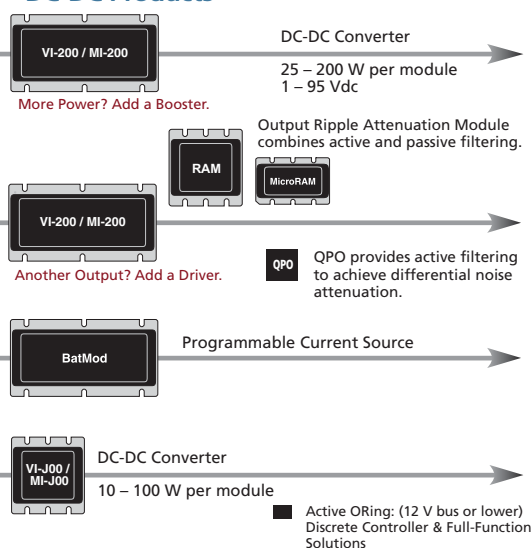 DC-DC Products
VI-200 / MI-200
DC-DC Converter
25 – 200 W per module
1 – 95 Vdc
More Power? Add a Booster.
Output Ripple Attenuation Module
combines active and passive filtering.
RAM
MicroRAM
VI-200 / MI-200
Another Output? Add a Driver.
QPO
QPO provides active filtering
to achieve differential noise
attenuation.
BatMod
Programmable Current Source
VI-J00 /
MI-J00
DC-DC Converter
10 – 100 W per module
Active ORing: (12 V bus or lower)
Discrete Controller & Full-Function
Solutions